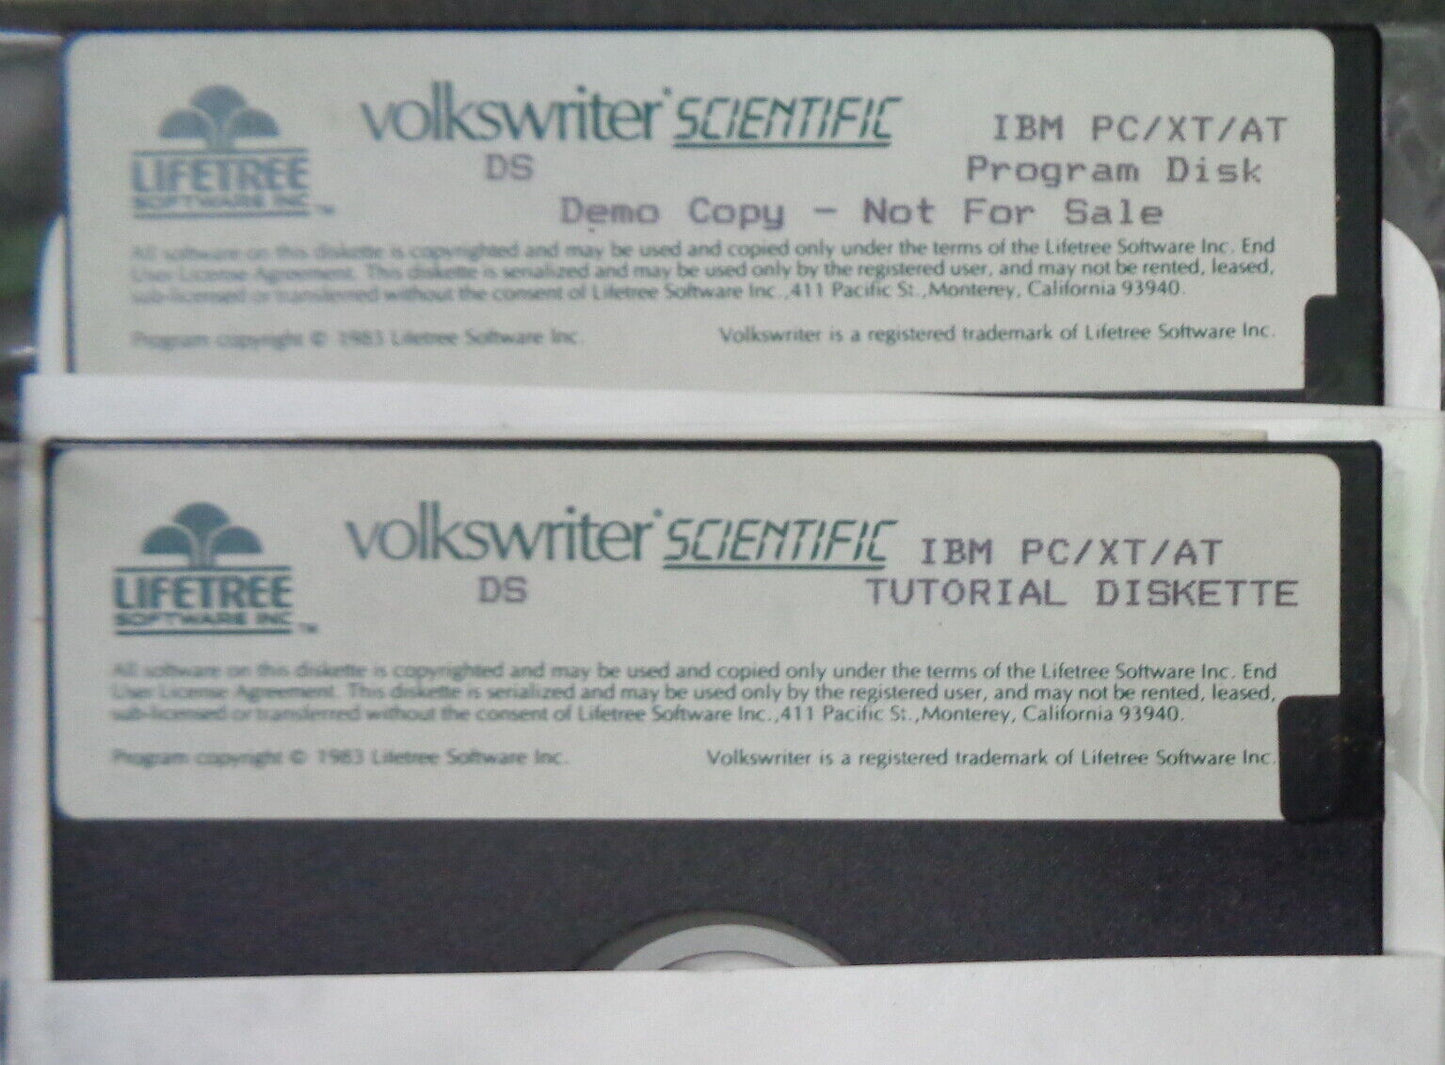 volkswriter® SCIENTIFIC IBM PC/XT/AT
LIFETREE DS Program Disk
SOFTWARE INC™ Demo Copy - Not For Sale
All software on this diskette is copyrighted and may be used and copied only under the terms of the Lifetree Software Inc. End
User License Agreement. This diskette is serialized and may be used only by the registered user, and may not be rented, leased,
sub-licensed or transferred without the consent of Lifetree Software Inc.,411 Pacific St.,Monterey, California 93940.
Program copyright © 1983 Lifetree Software Inc. Volkswriter is a registered trademark of Lifetree Software Inc.
volkswriter® SCIENTIFIC IBM PC/XT/AT
LIFETREE DS TUTORIAL DISKETTE
SOFTWARE INC™
All software on this diskette is copyrighted and may be used and copied only under the terms of the Lifetree Software Inc. End
User License Agreement. This diskette is serialized and may be used only by the registered user, and may not be rented, leased,
sub-licensed or transferred without the consent of Lifetree Software Inc.,411 Pacific St.,Monterey, California 93940.
Program copyright © 1983 Lifetree Software Inc. Volkswriter is a registered trademark of Lifetree Software Inc.